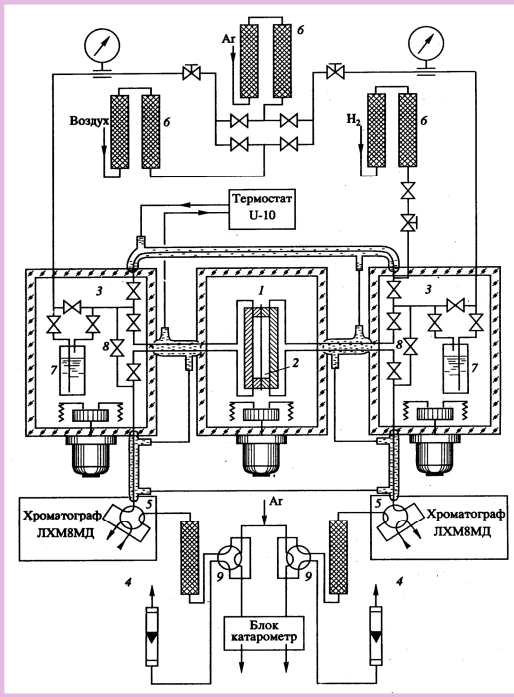 Ar
6
Воздух
6
H₂
6
Термостат
U-10
3
1
3
8
2
8
7
7
5
Хроматограф
ЛХМ8МД
Ar
5
Хроматограф
ЛХМ8МД
4
9
9
4
Блок
катарометр